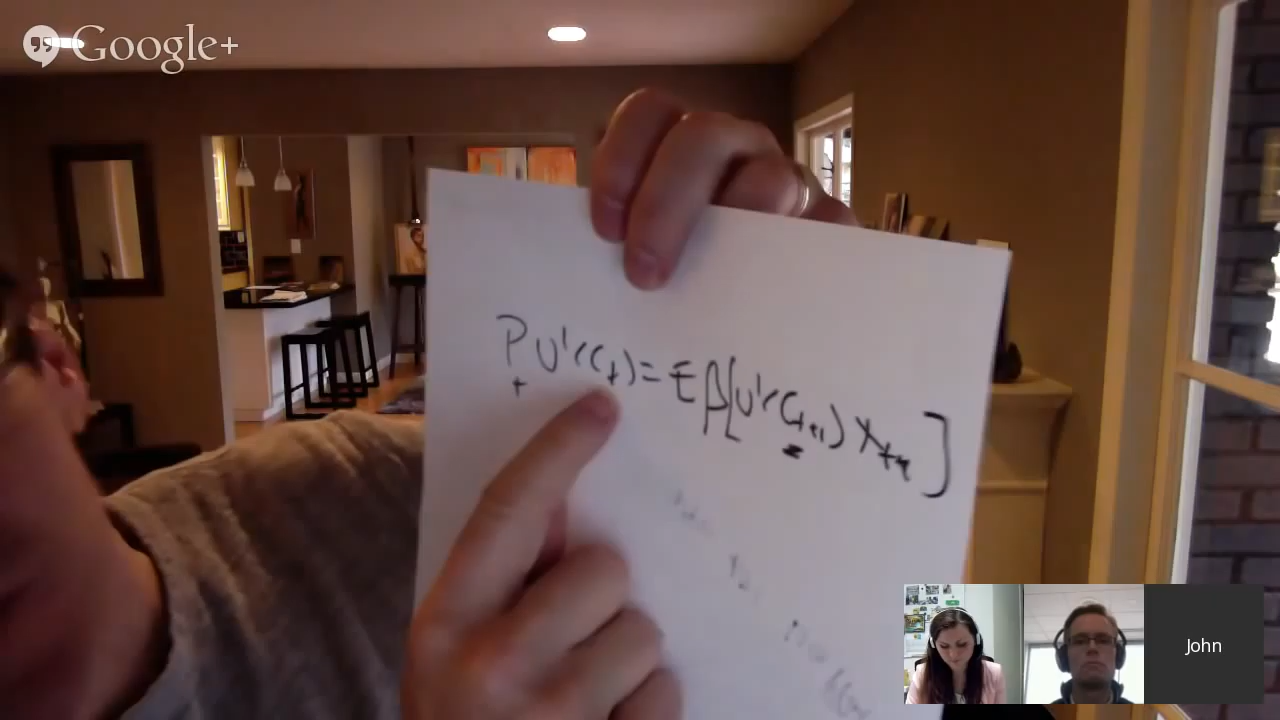 Google+
P_t U'(C_t) = E β[U'(C_{t+1}) X_{t+1}]
John